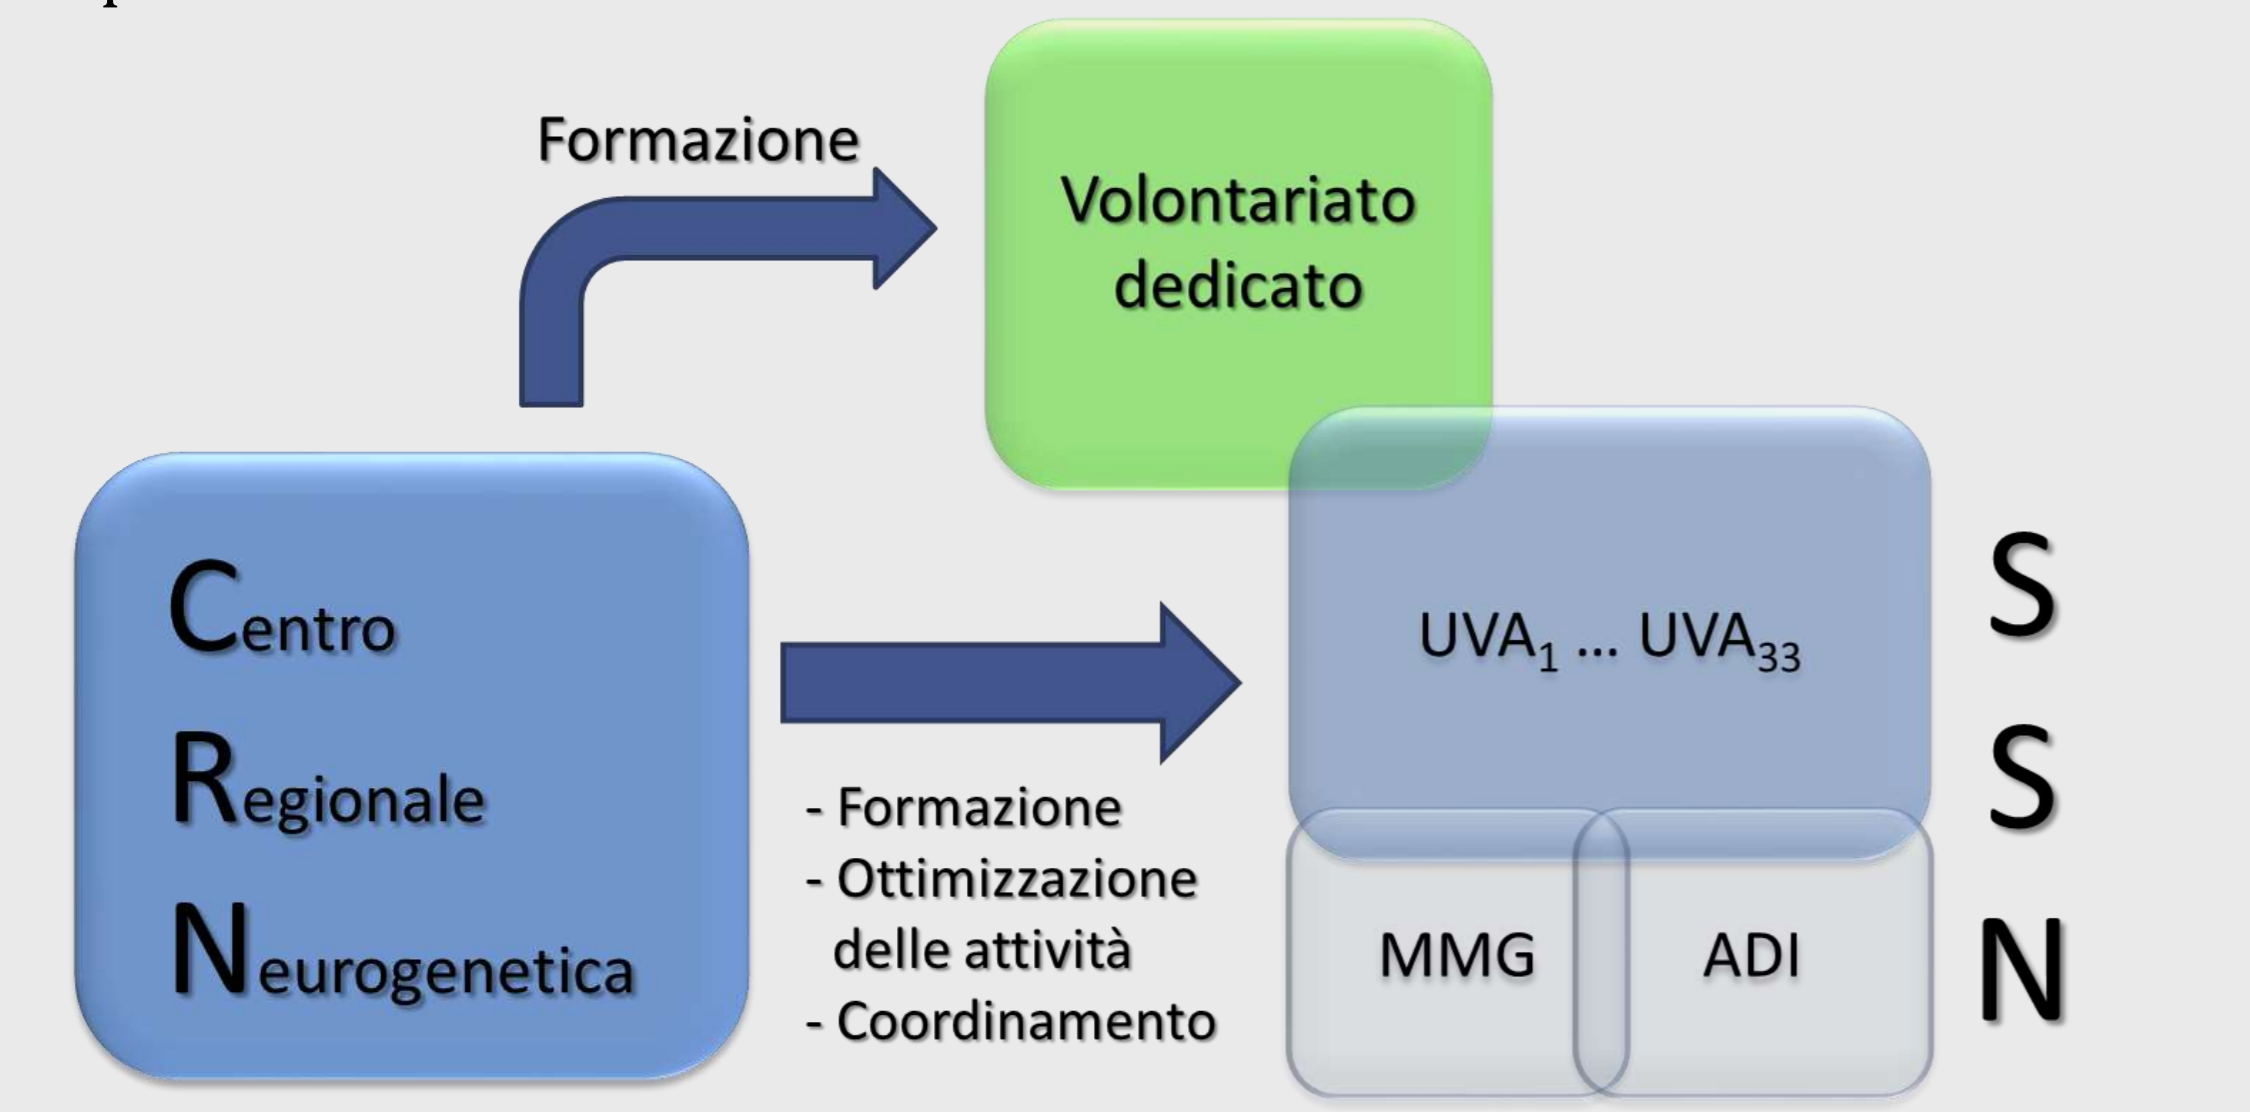 Formazione
Volontariato
dedicato
Centro
Regionale
Neurogenetica
- Formazione
- Ottimizzazione
delle attività
- Coordinamento
UVA₁ ... UVA₃₃
MMG
ADI
S
S
N